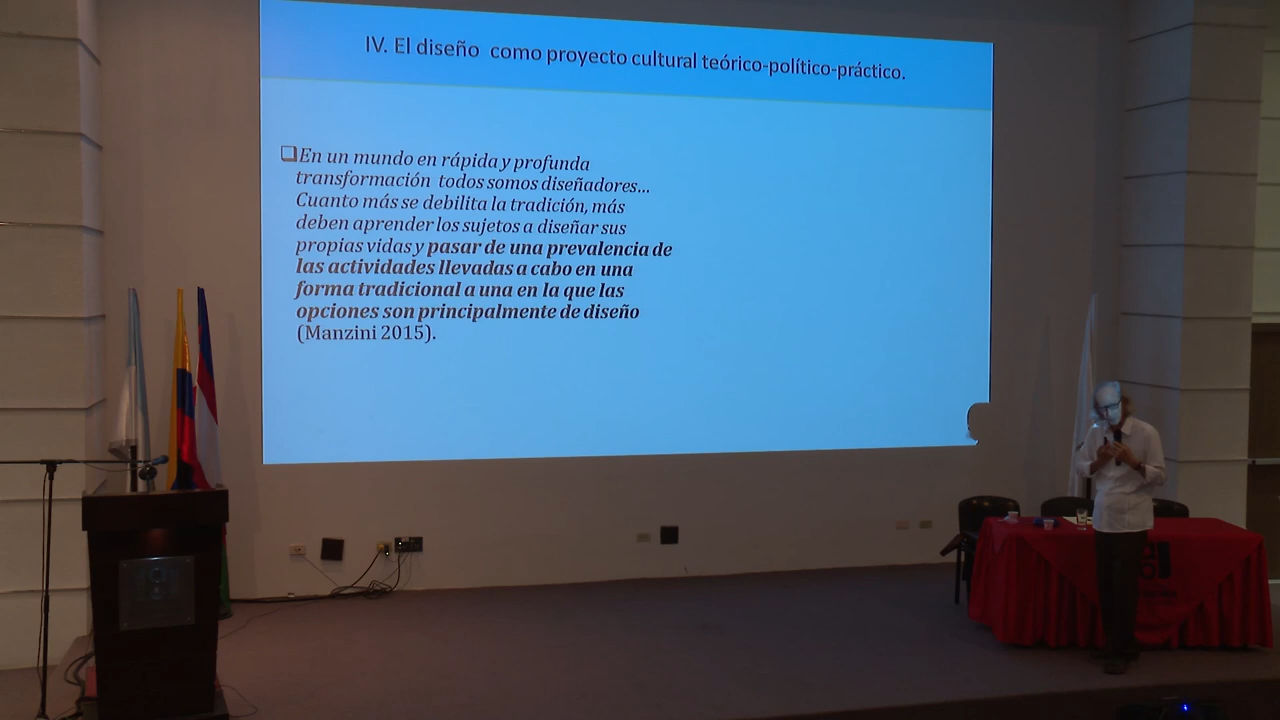 IV. El diseño como proyecto cultural teórico-político-práctico.
❑En un mundo en rápida y profunda
transformación todos somos diseñadores...
Cuanto más se debilita la tradición, más
deben aprender los sujetos a diseñar sus
propias vidas y pasar de una prevalencia de
las actividades llevadas a cabo en una
forma tradicional a una en la que las
opciones son principalmente de diseño
(Manzini 2015).